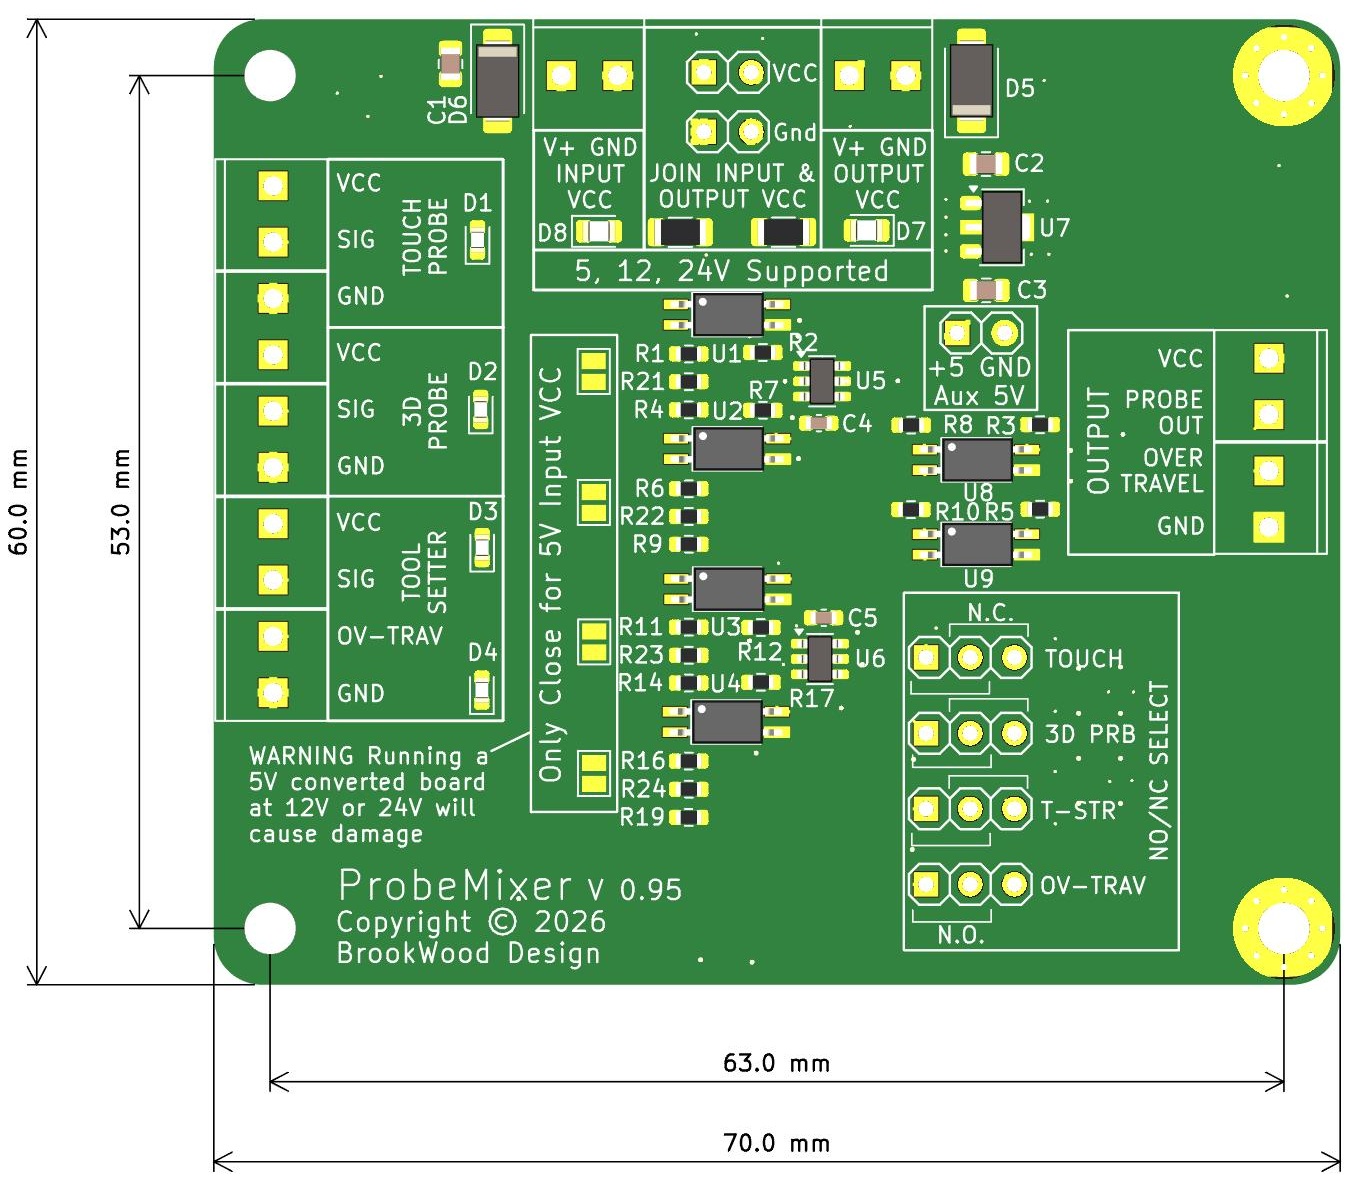 C1
D6
VCC
Gnd
D5
V+ GND
INPUT
VCC
JOIN INPUT &
OUTPUT VCC
V+ GND
OUTPUT
VCC
C2
D8
D7
U7
5, 12, 24V Supported
C3
VCC
SIG
GND
TOUCH
PROBE
D1
VCC
SIG
GND
3D
PROBE
D2
VCC
SIG
OV-TRAV
GND
TOOL
SETTER
D3
D4
Only Close for 5V Input VCC
R1
U1
R2
R21
U5
R4
U2
R7
C4
R6
R22
R9
R11
U3
C5
R23
R12
U6
R14
U4
R17
R16
R24
R19
+5 GND
Aux 5V
R8
R3
U8
R10
R5
U9
OUTPUT
VCC
PROBE
OUT
OVER
TRAVEL
GND
N.C.
TOUCH
3D PRB
T-STR
OV-TRAV
N.O.
NO/NC SELECT
WARNING Running a
5V converted board
at 12V or 24V will
cause damage
ProbeMixer v 0.95
Copyright © 2026
BrookWood Design
60.0 mm
53.0 mm
63.0 mm
70.0 mm